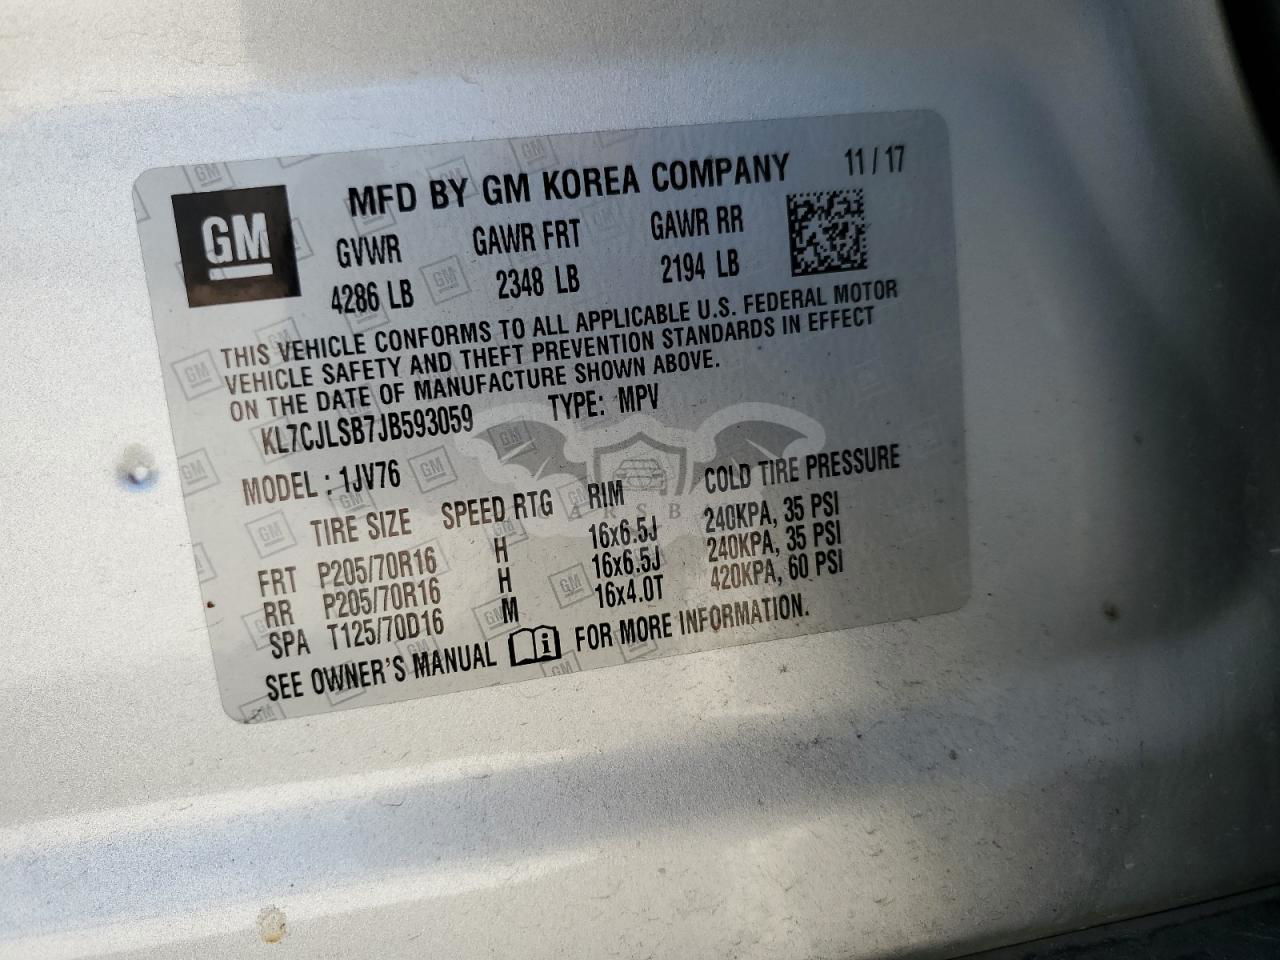 GM
MFD BY GM KOREA COMPANY 11 / 17
GVWR GAWR FRT GAWR RR
4286 LB 2348 LB 2194 LB
THIS VEHICLE CONFORMS TO ALL APPLICABLE U.S. FEDERAL MOTOR
VEHICLE SAFETY AND THEFT PREVENTION STANDARDS IN EFFECT
ON THE DATE OF MANUFACTURE SHOWN ABOVE.
KL7CJLSB7JB593059 TYPE: MPV
MODEL : 1JV76
TIRE SIZE SPEED RTG RIM COLD TIRE PRESSURE
FRT P205/70R16 H 16x6.5J 240KPA, 35 PSI
RR P205/70R16 H 16x6.5J 240KPA, 35 PSI
SPA T125/70D16 M 16x4.0T 420KPA, 60 PSI
SEE OWNER'S MANUAL FOR MORE INFORMATION.